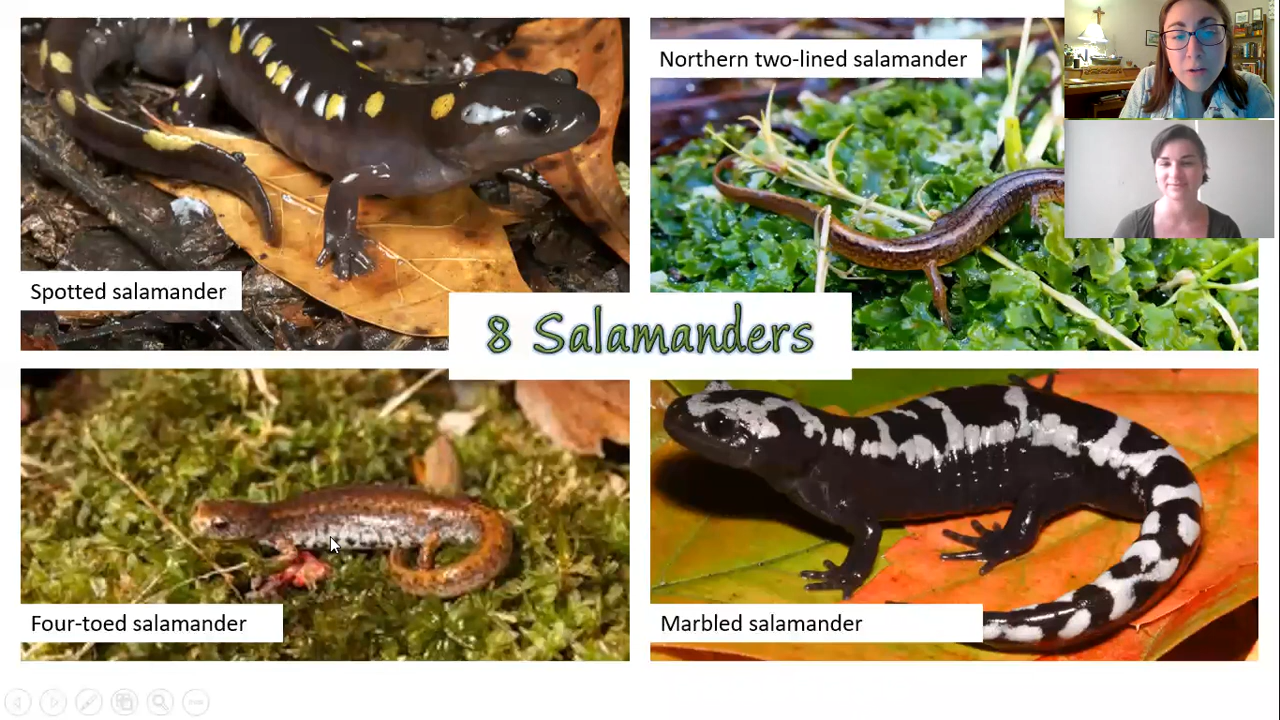 Northern two-lined salamander
Spotted salamander
8 Salamanders
Four-toed salamander
Marbled salamander